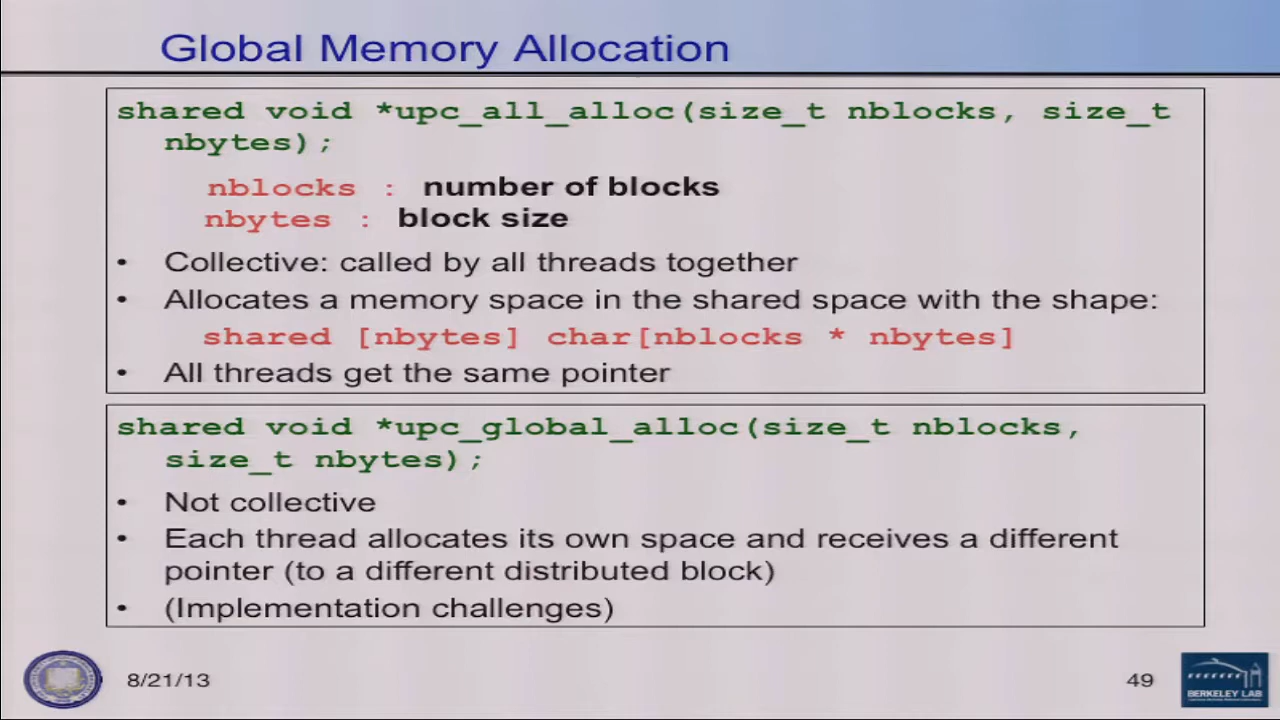 Global Memory Allocation
shared void *upc_all_alloc(size_t nblocks, size_t
nbytes);
nblocks : number of blocks
nbytes : block size
• Collective: called by all threads together
• Allocates a memory space in the shared space with the shape:
shared [nbytes] char[nblocks * nbytes]
• All threads get the same pointer
shared void *upc_global_alloc(size_t nblocks,
size_t nbytes);
• Not collective
• Each thread allocates its own space and receives a different
pointer (to a different distributed block)
• (Implementation challenges)
8/21/13
49
BERKELEY LAB